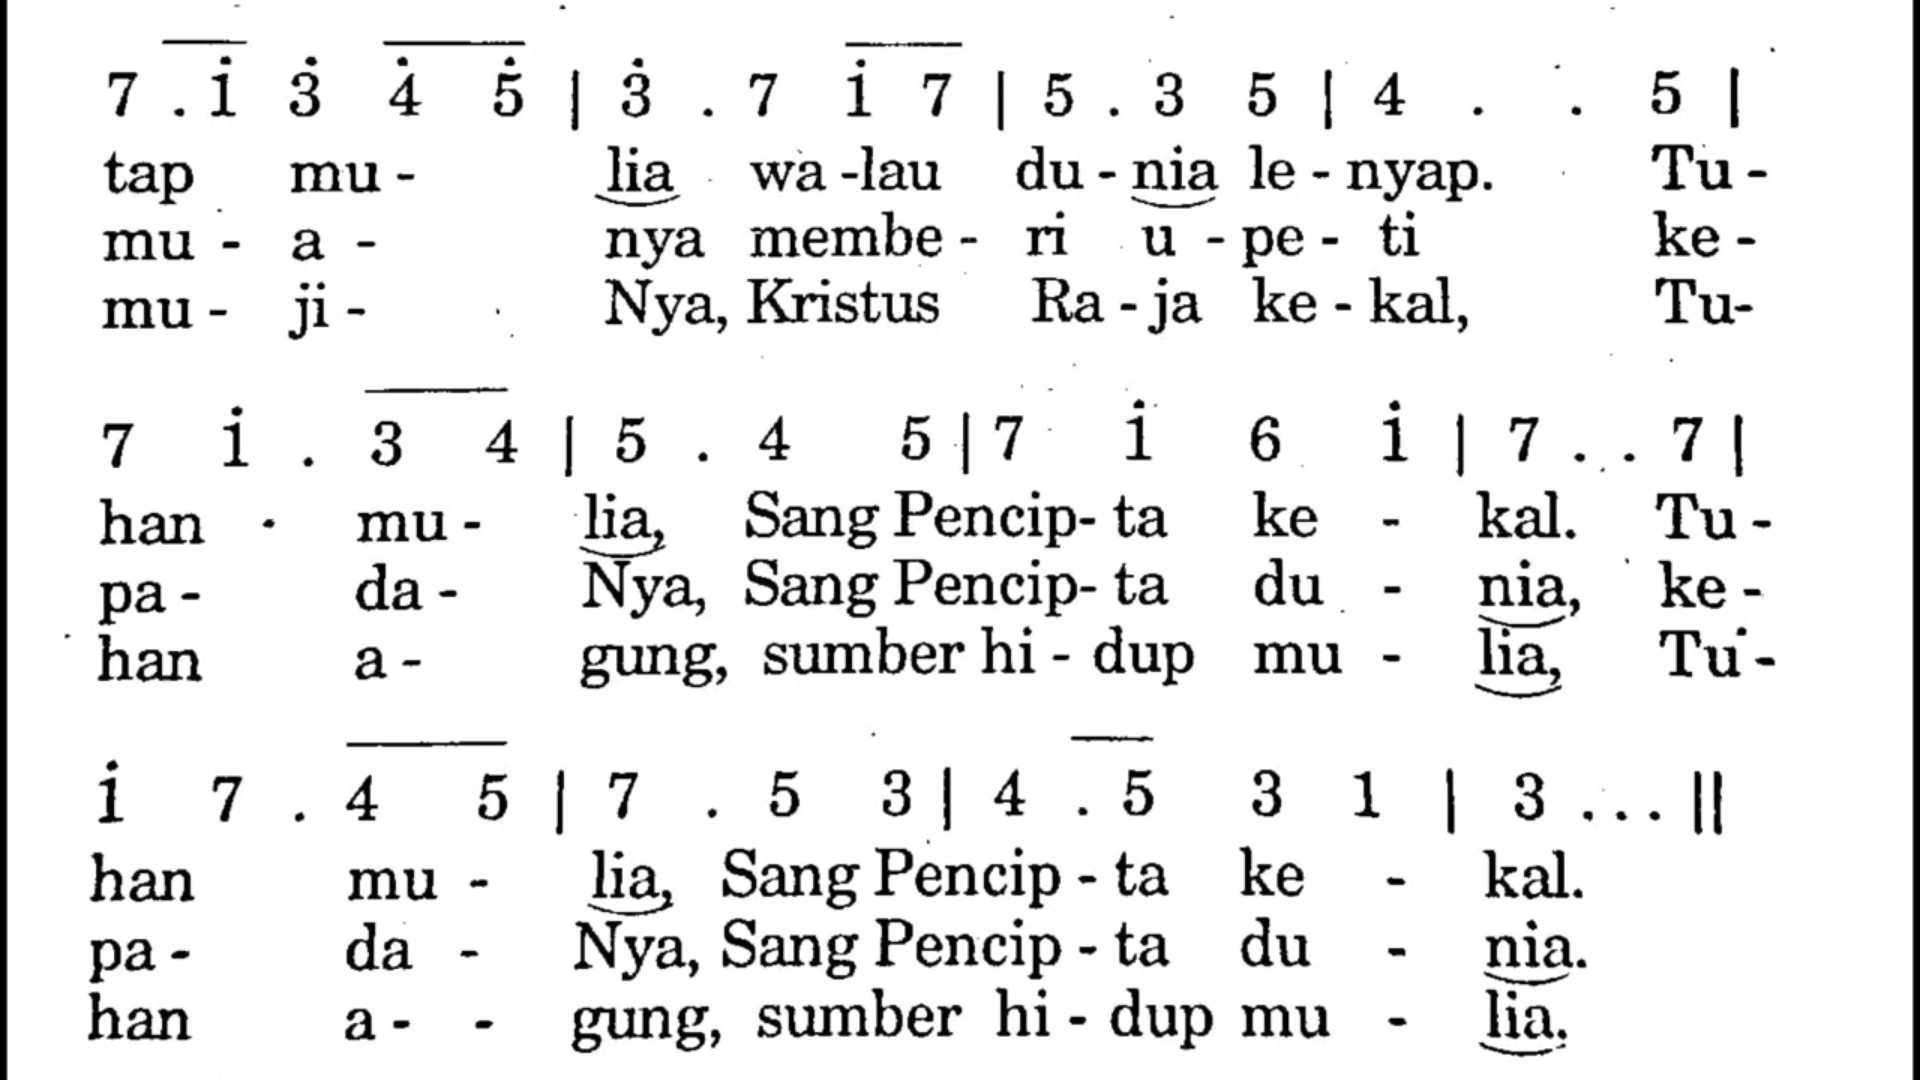 7 . i̇ 3̇ 4̇ 5̇ | 3̇ . 7 i̇ 7 | 5 . 3 5 | 4 . . 5 |
tap mu - lia wa -lau du - nia le - nyap. Tu -
mu - a - nya membe - ri u - pe - ti ke -
mu - ji - Nya, Kristus Ra - ja ke - kal, Tu-
7 i̇ . 3 4 | 5 . 4 5 | 7 i̇ 6 i̇ | 7 . . 7 |
han mu - lia, Sang Pencip- ta ke - kal. Tu -
pa - da - Nya, Sang Pencip- ta du - nia, ke -
han a - gung, sumber hi - dup mu - lia, Tu -
i̇ 7 . 4 5 | 7 . 5 3 | 4 . 5 3 1 | 3 . . . ||
han mu - lia, Sang Pencip - ta ke - kal.
pa - da - Nya, Sang Pencip - ta du - nia.
han a - - gung, sumber hi - dup mu - lia.